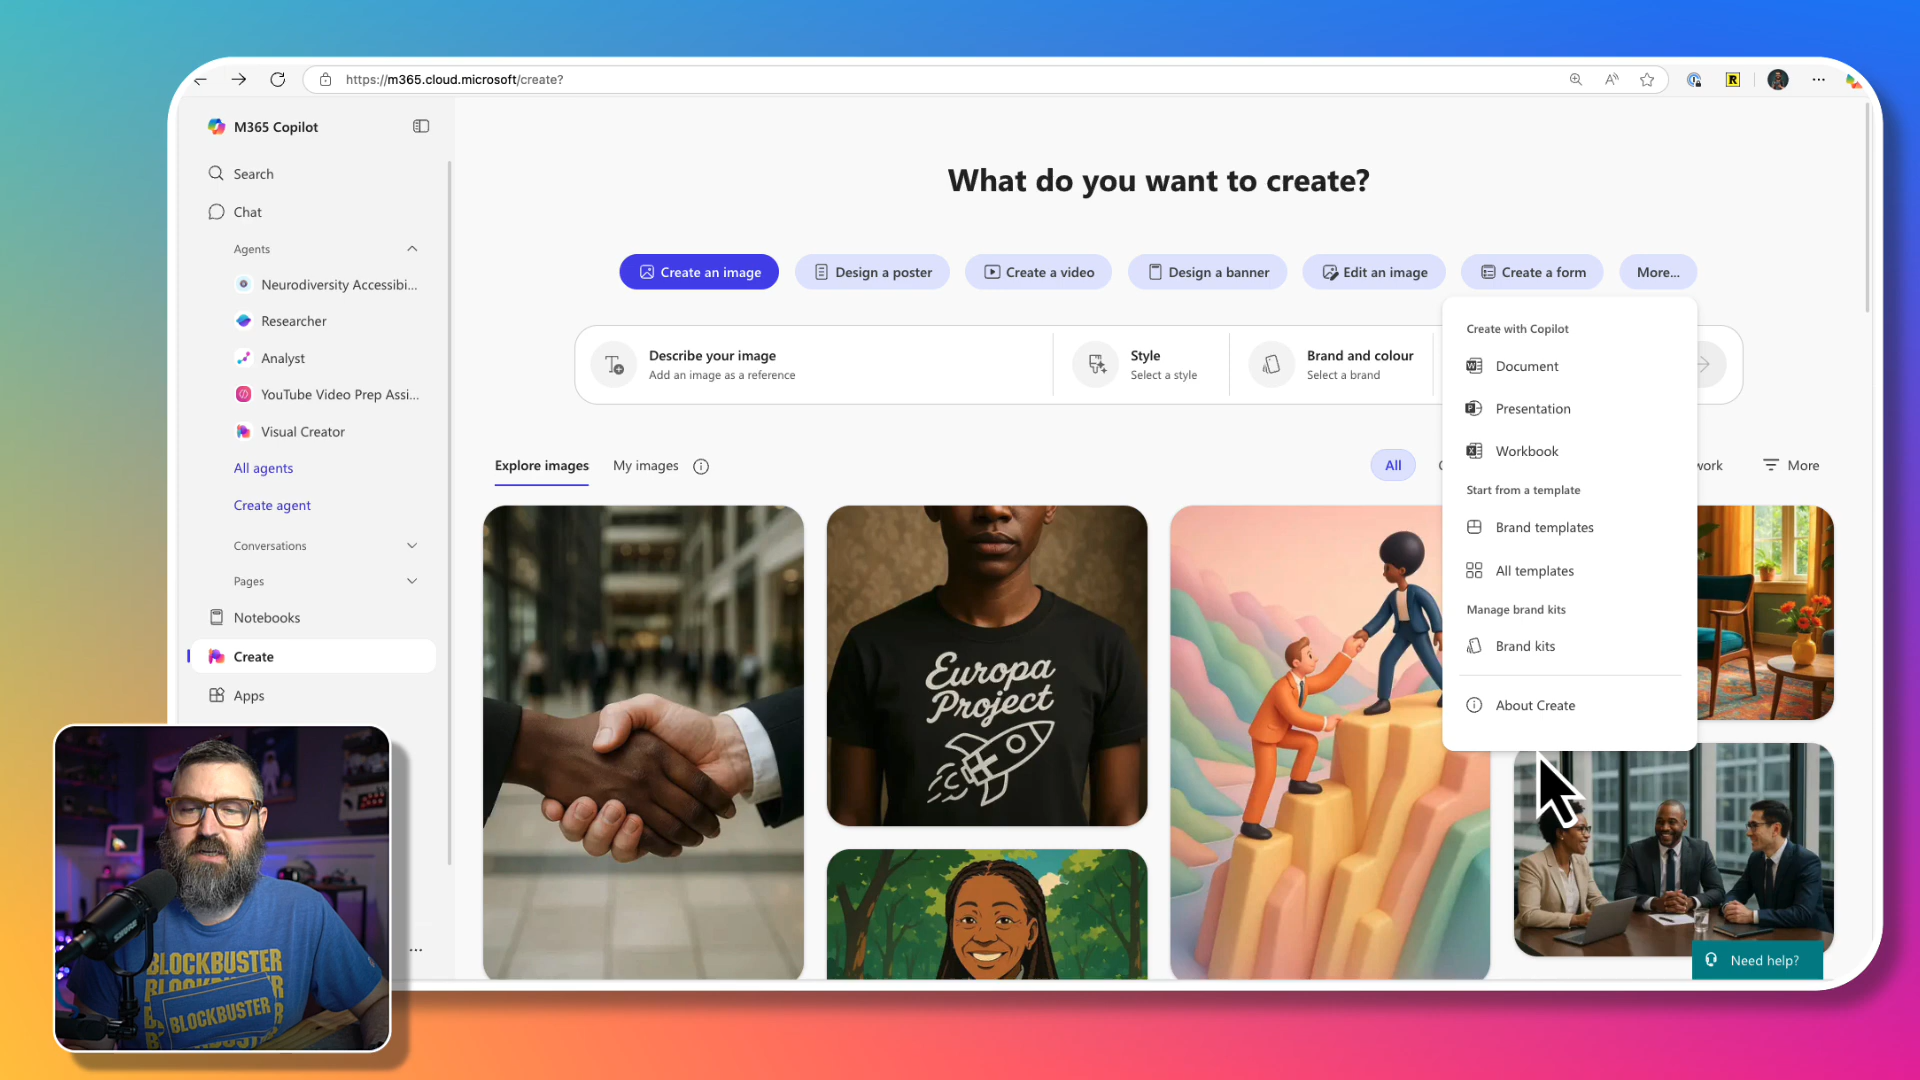 https://m365.cloud.microsoft/create?
M365 Copilot
Search
Chat
Agents
Neurodiversity Accessibi...
Researcher
Analyst
YouTube Video Prep Assi...
Visual Creator
All agents
Create agent
Conversations
Pages
Notebooks
Create
Apps
What do you want to create?
Create an image
Design a poster
Create a video
Design a banner
Edit an image
Create a form
More...
Describe your image
Add an image as a reference
Style
Select a style
Brand and colour
Select a brand
Create with Copilot
Document
Presentation
Workbook
Start from a template
Brand templates
All templates
Manage brand kits
Brand kits
About Create
Explore images
My images
All
work
More
Europa
Project
Need help?
BLOCKBUSTER
BLOCKBUSTER